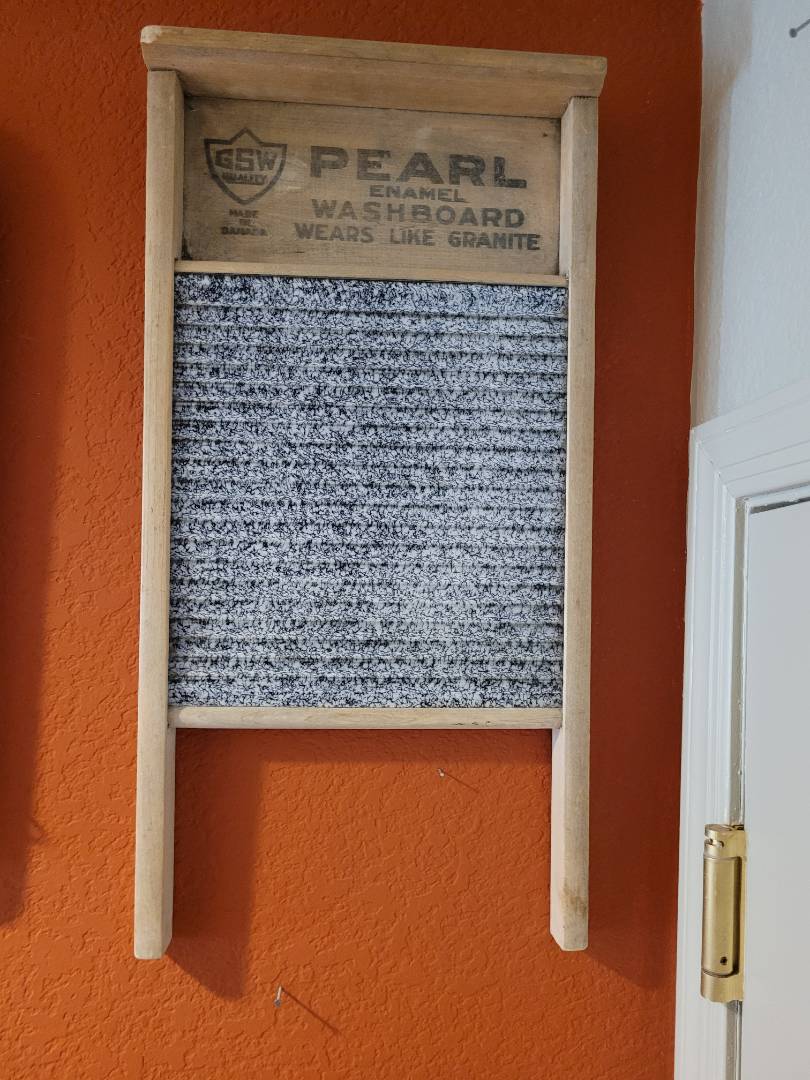 GSW
QUALITY
MADE
IN
CANADA
PEARL
ENAMEL
WASHBOARD
WEARS LIKE GRANITE